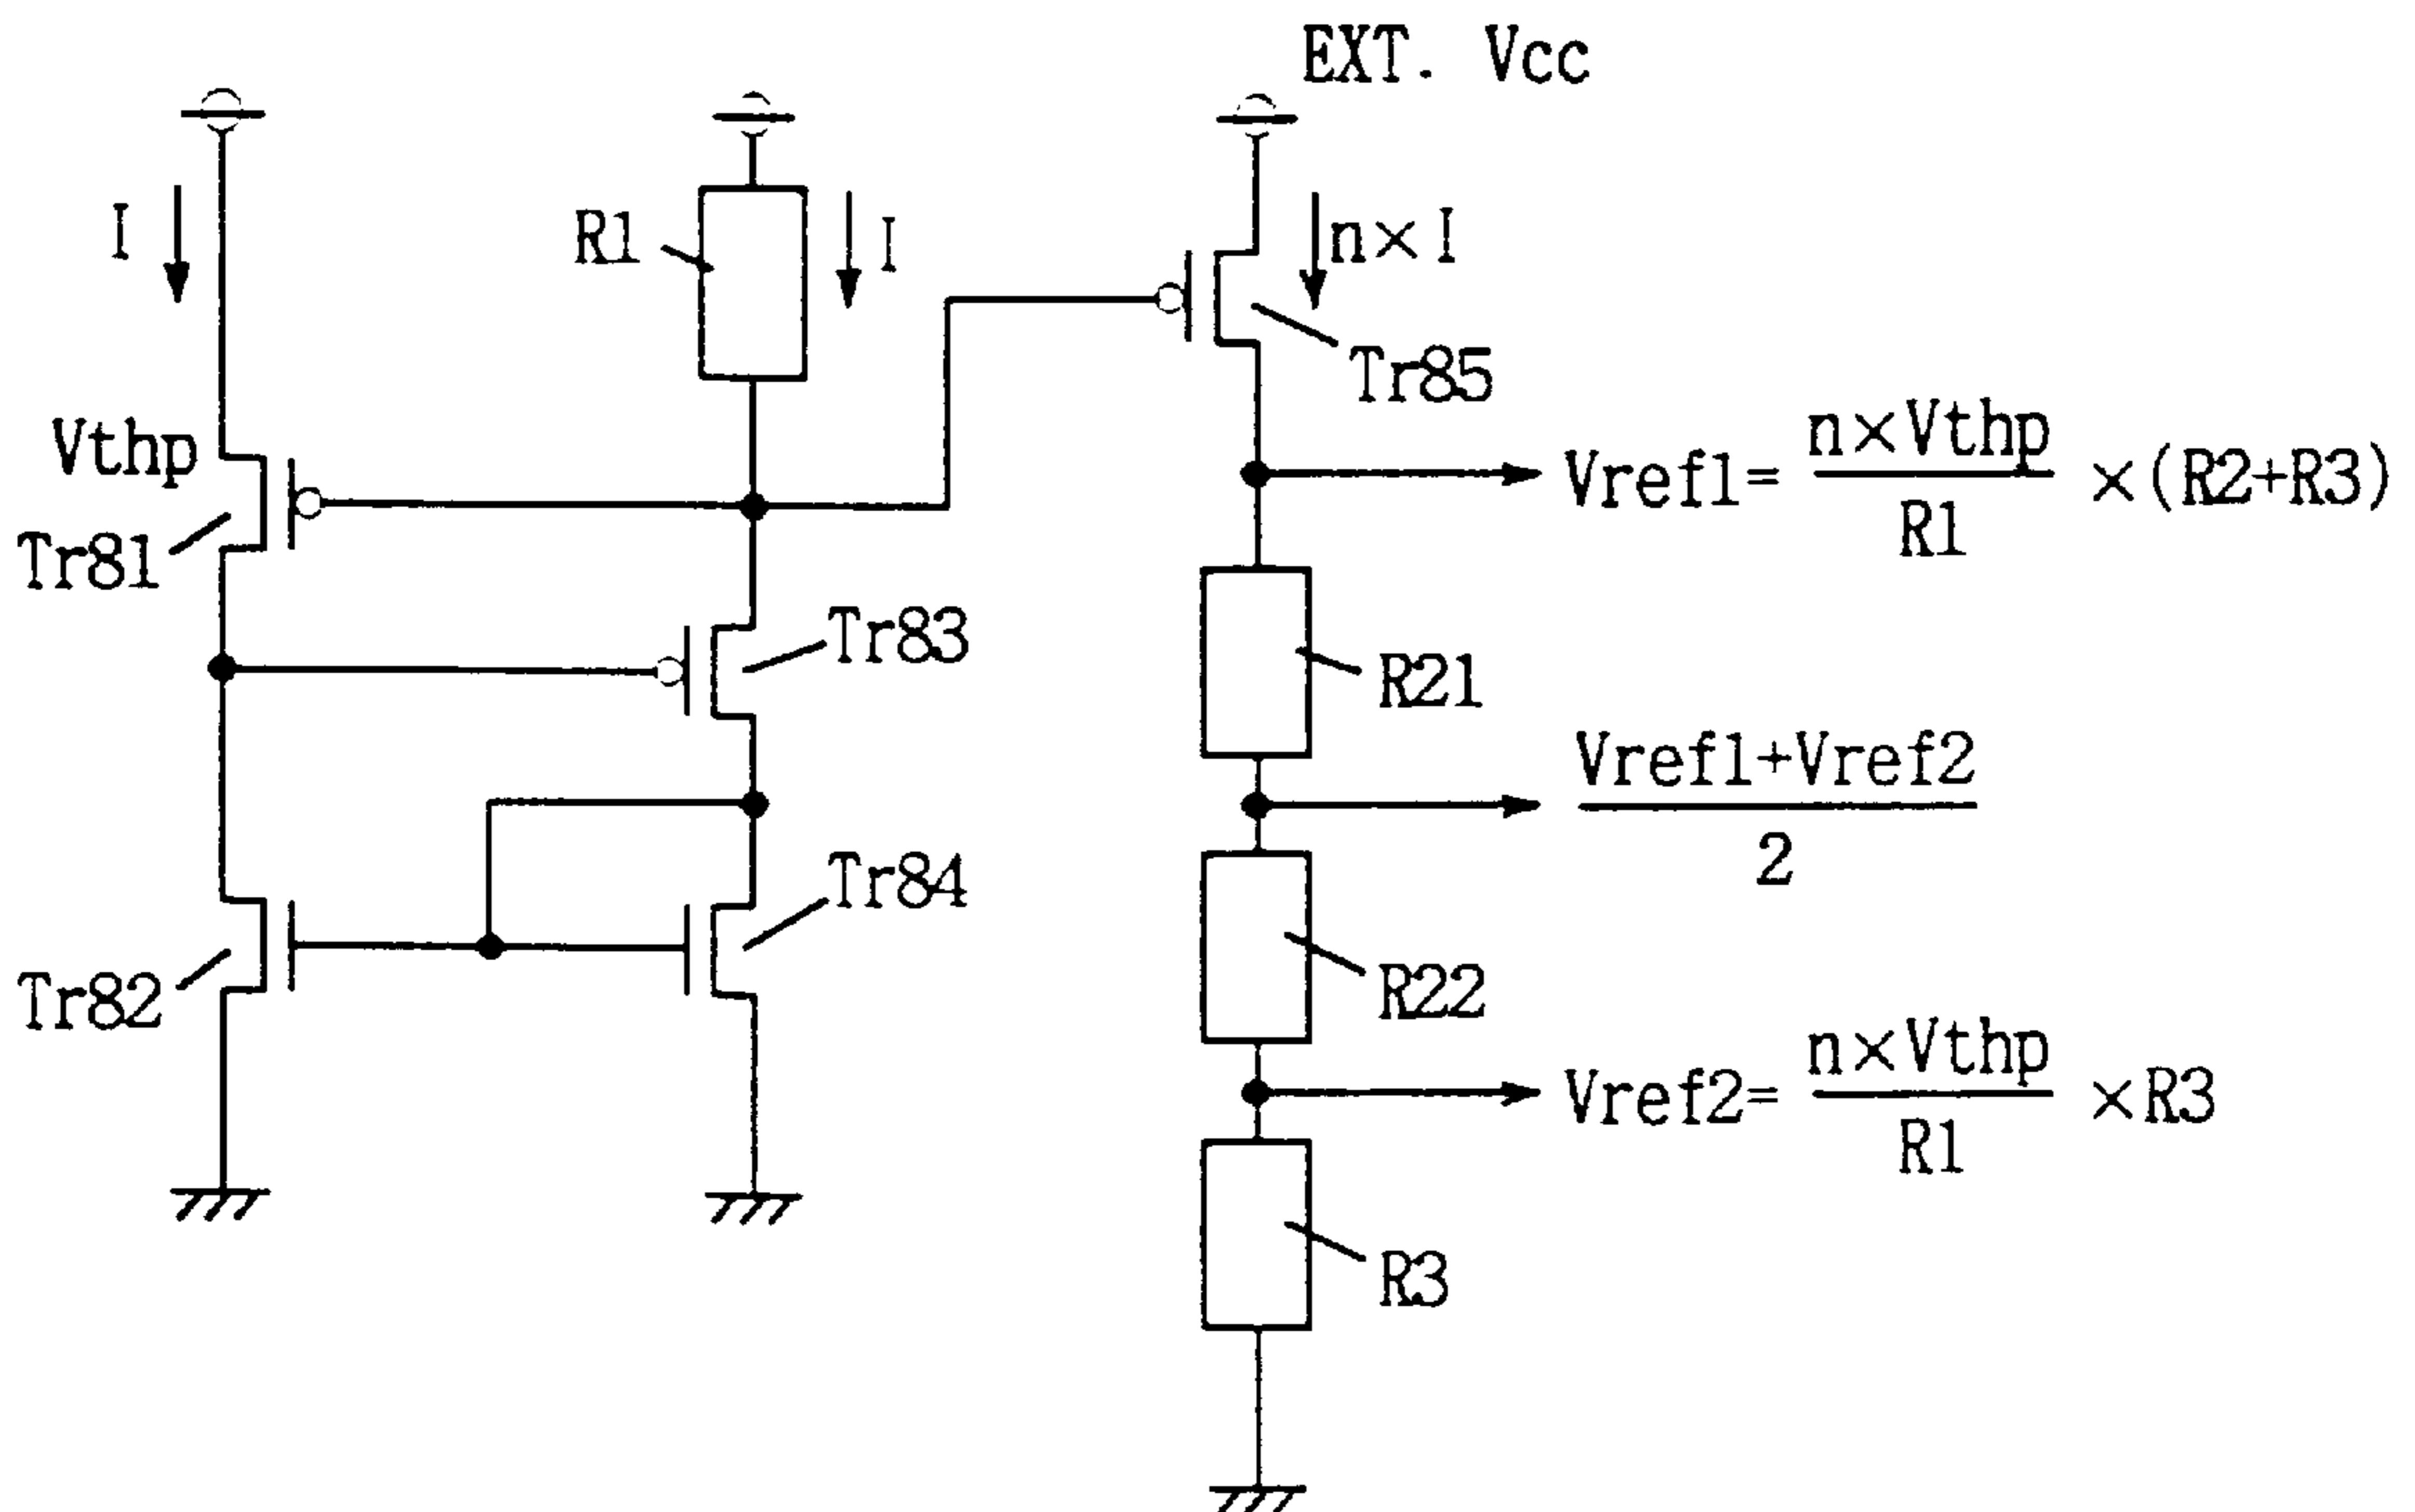 EXT. Vcc
I
R1
I
n×I
Tr85
Vthp
Tr81
Vref1= n×Vthp / R1 ×(R2+R3)
Tr83
R21
Vref1+Vref2 / 2
Tr84
R22
Tr82
Vref2= n×Vthp / R1 ×R3
R3